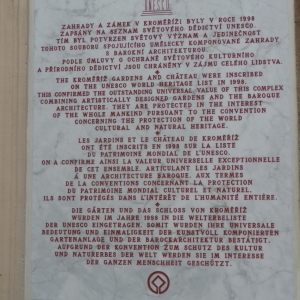 UNESCO
ZAHRADY A ZÁMEK V KROMĚŘÍŽI BYLY V ROCE 1998
ZAPSÁNY NA SEZNAM SVĚTOVÉHO DĚDICTVÍ UNESCO.
TÍM BYL POTVRZEN SVĚTOVÝ VÝZNAM A JEDINEČNOST
TOHOTO SOUBORU SPOJUJÍCÍHO UMĚLECKY KOMPONOVANÉ ZAHRADY
S BAROKNÍ ARCHITEKTUROU.
PODLE ÚMLUVY O OCHRANĚ SVĚTOVÉHO KULTURNÍHO
A PŘÍRODNÍHO DĚDICTVÍ JSOU CHRÁNĚNY V ZÁJMU CELÉHO LIDSTVA.
THE KROMĚŘÍŽ GARDENS AND CHÂTEAU WERE INSCRIBED
ON THE UNESCO WORLD HERITAGE LIST IN 1998.
THIS CONFIRMED THE OUTSTANDING UNIVERSAL VALUE OF THIS COMPLEX
COMBINING ARTISTICALLY DESIGNED GARDENS AND THE BAROQUE
ARCHITECTURE. THEY ARE PROTECTED IN THE INTEREST
OF THE WHOLE MANKIND PURSUANT TO THE CONVENTION
CONCERNING THE PROTECTION OF THE WORLD
CULTURAL AND NATURAL HERITAGE.
LES JARDINS ET LE CHÂTEAU DE KROMĚŘÍŽ
ONT ÉTÉ INSCRITS EN 1998 SUR LA LISTE
DU PATRIMOINE MONDIAL DE L'UNESCO.
ON A CONFIRMÉ AINSI LA VALEUR UNIVERSELLE EXCEPTIONNELLE
DE CET ENSEMBLE, ARTICULANT LES JARDINS
À UNE ARCHITECTURE BAROQUE. AUX TERMES
DE LA CONVENTIONS CONCERNANT LA PROTECTION
DU PATRIMOINE MONDIAL CULTUREL ET NATUREL,
ILS SONT PROTÉGÉS DANS L'INTÉRÊT DE L'HUMANITÉ ENTIÈRE.
DIE GÄRTEN UND DAS SCHLOSS VON KROMĚŘÍŽ
WURDEN IM JAHRE 1998 IN DIE WELTERBELISTE
DER UNESCO EINGETRAGEN. SOMIT WURDEN IHRE UNIVERSALE
BEDEUTUNG UND EINMALIGKEIT DER KUNSTVOLL KOMPONIERTEN
GARTENANLAGE UND DER BAROCKARCHITEKTUR BESTÄTIGT.
AUFGRUND DER KONVENTION ZUM SCHUTZ DES KULTUR
UND NATURERBES DER WELT WERDEN SIE IM INTERESSE
DER GANZEN MENSCHHEIT GESCHÜTZT.